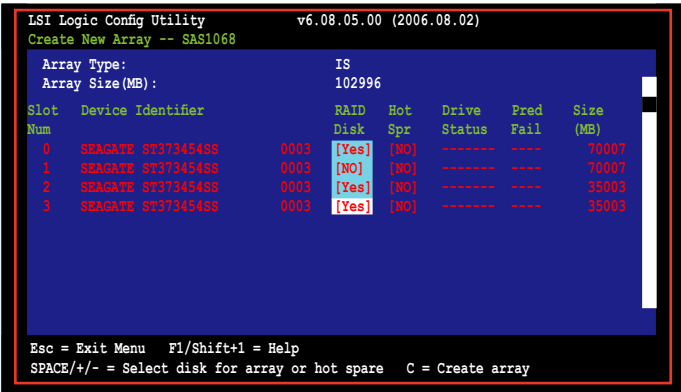 LSI Logic Config Utility v6.08.05.00 (2006.08.02)
Create New Array -- SAS1068
Array Type: IS
Array Size(MB): 102996
Slot Device Identifier RAID Hot Drive Pred Size
Num Disk Spr Status Fail (MB)
0 SEAGATE ST373454SS 0003 [Yes] [NO] ------- ---- 70007
1 SEAGATE ST373454SS 0003 [NO] [NO] ------- ---- 70007
2 SEAGATE ST373454SS 0003 [Yes] [NO] ------- ---- 35003
3 SEAGATE ST373454SS 0003 [Yes] [NO] ------- ---- 35003
Esc = Exit Menu F1/Shift+1 = Help
SPACE/+/- = Select disk for array or hot spare C = Create array